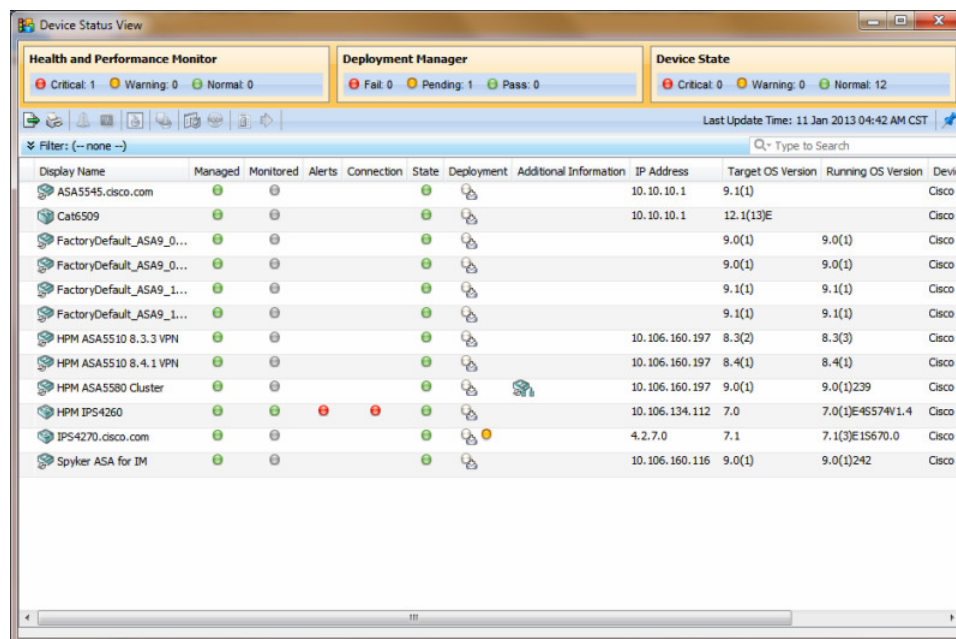 Device Status View
Health and Performance Monitor Deployment Manager Device State
Critical: 1 Warning: 0 Normal: 0 Fail: 0 Pending: 1 Pass: 0 Critical: 0 Warning: 0 Normal: 12
Last Update Time: 11 Jan 2013 04:42 AM CST
Filter: (-- none --) Type to Search
Display Name Managed Monitored Alerts Connection State Deployment Additional Information IP Address Target OS Version Running OS Version Devi
ASA5545.cisco.com 10.10.10.1 9.1(1) Cisco
Cat6509 10.10.10.1 12.1(13)E Cisco
FactoryDefault_ASA9_0... 9.0(1) 9.0(1) Cisco
FactoryDefault_ASA9_0... 9.0(1) 9.0(1) Cisco
FactoryDefault_ASA9_1... 9.1(1) 9.1(1) Cisco
FactoryDefault_ASA9_1... 9.1(1) 9.1(1) Cisco
HPM ASA5510 8.3.3 VPN 10.106.160.197 8.3(2) 8.3(3) Cisco
HPM ASA5510 8.4.1 VPN 10.106.160.197 8.4(1) 8.4(1) Cisco
HPM ASA5580 Cluster 10.106.160.197 9.0(1) 9.0(1)239 Cisco
HPM IPS4260 10.106.134.112 7.0 7.0(1)E4S574V1.4 Cisco
IPS4270.cisco.com 4.2.7.0 7.1 7.1(3)E1S670.0 Cisco
Spyker ASA for IM 10.106.160.116 9.0(1) 9.0(1)242 Cisco